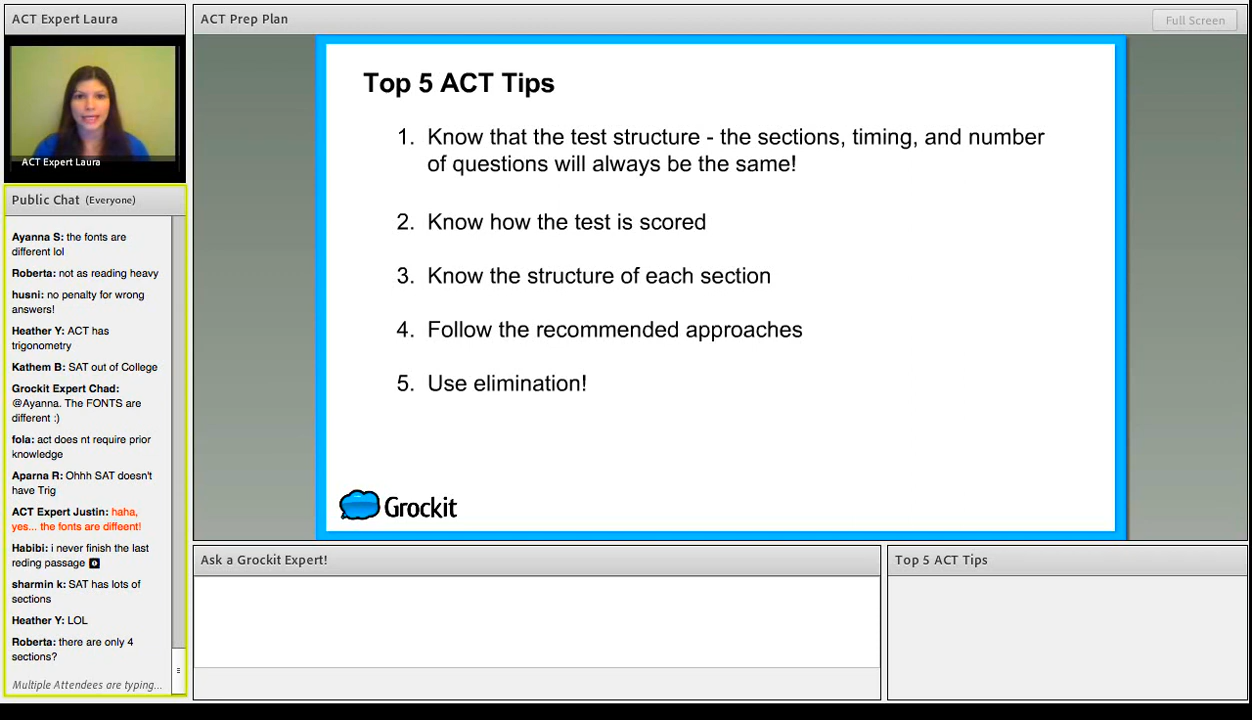 ACT Expert Laura
ACT Expert Laura
Public Chat (Everyone)
Ayanna S: the fonts are
different lol
Roberta: not as reading heavy
husni: no penalty for wrong
answers!
Heather Y: ACT has
trigonometry
Kathem B: SAT out of College
Grockit Expert Chad:
@Ayanna. The FONTS are
different :)
fola: act does nt require prior
knowledge
Aparna R: Ohhh SAT doesn't
have Trig
ACT Expert Justin: haha,
yes... the fonts are diffeent!
Habibi: i never finish the last
reding passage
sharmin k: SAT has lots of
sections
Heather Y: LOL
Roberta: there are only 4
sections?
Multiple Attendees are typing...
ACT Prep Plan
Full Screen
Top 5 ACT Tips
1. Know that the test structure - the sections, timing, and number
of questions will always be the same!
2. Know how the test is scored
3. Know the structure of each section
4. Follow the recommended approaches
5. Use elimination!
Grockit
Ask a Grockit Expert!
Top 5 ACT Tips